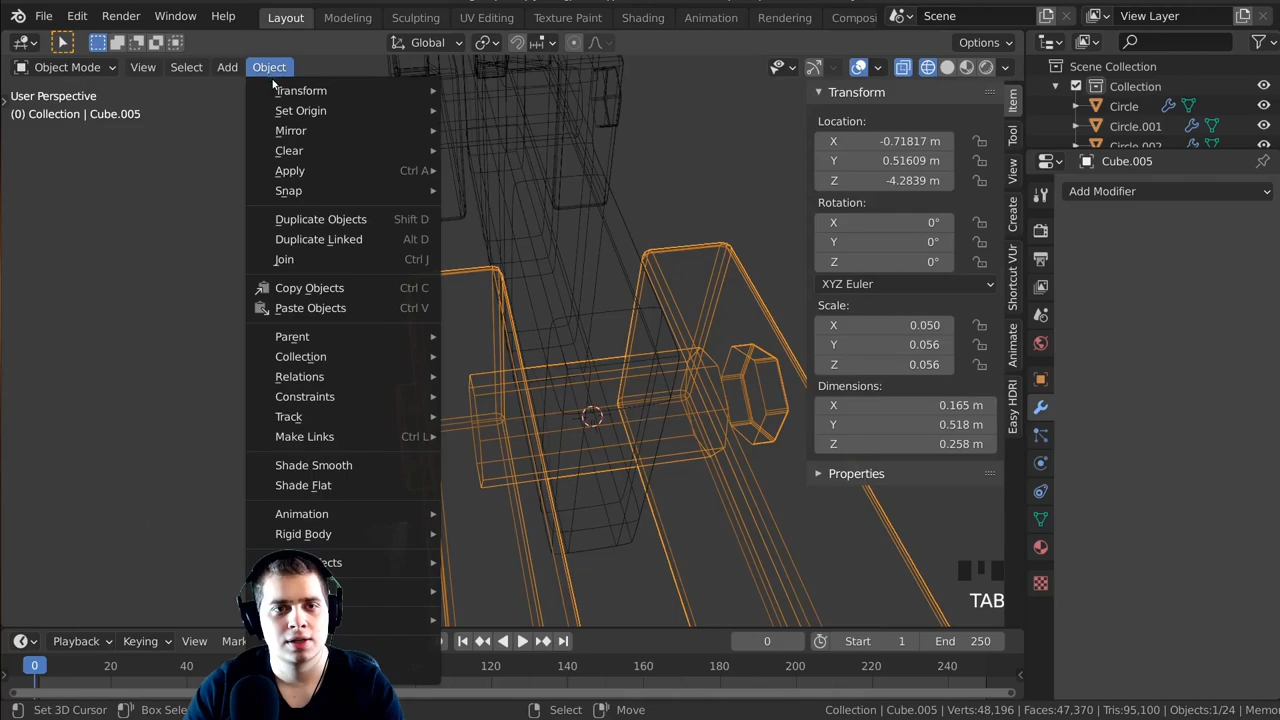 File Edit Render Window Help Layout Modeling Sculpting UV Editing Texture Paint Shading Animation Rendering Scene View Layer
Global Options
Object Mode View Select Add Object
User Perspective
(0) Collection | Cube.005
Transform
Set Origin
Mirror
Clear
Apply Ctrl A
Snap
Duplicate Objects Shift D
Duplicate Linked Alt D
Join Ctrl J
Copy Objects Ctrl C
Paste Objects Ctrl V
Parent
Collection
Relations
Constraints
Track
Make Links Ctrl L
Shade Smooth
Shade Flat
Animation
Rigid Body
Transform
Location:
X -0.71817 m
Y 0.51609 m
Z -4.2839 m
Rotation:
X 0°
Y 0°
Z 0°
XYZ Euler
Scale:
X 0.050
Y 0.056
Z 0.056
Dimensions:
X 0.165 m
Y 0.518 m
Z 0.258 m
Properties
Item
Tool
View
Create
Shortcut VUr
Animate
Easy HDRI
Scene Collection
Collection
Circle
Circle.001
Circle.002
Cube.005
Add Modifier
TAB
Playback Keying View 0 Start 1 End 250
0 20 40 120 140 160 180 200 220 240
Set 3D Cursor Select Move Collection | Cube.005 | Verts:48,196 | Faces:47,370 | Tris:95,100 | Objects:1/24 |